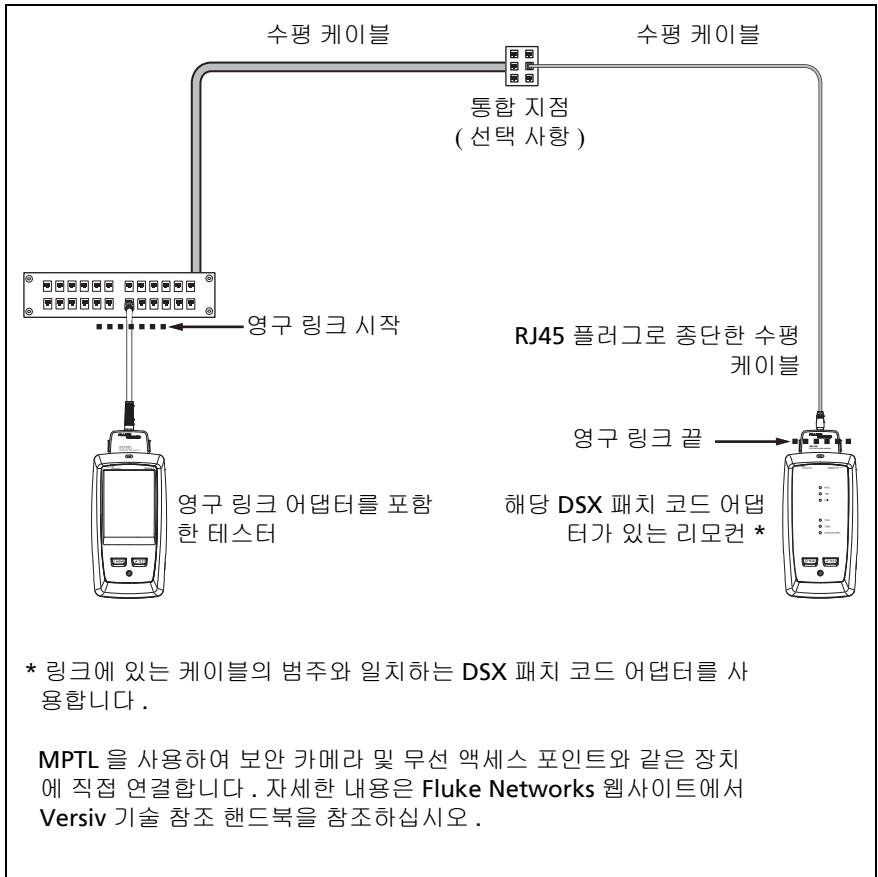 수평 케이블
수평 케이블
통합 지점
( 선택 사항 )
영구 링크 시작
RJ45 플러그로 종단한 수평
케이블
영구 링크 끝
영구 링크 어댑터를 포함
한 테스터
해당 DSX 패치 코드 어댑
터가 있는 리모컨 *
* 링크에 있는 케이블의 범주와 일치하는 DSX 패치 코드 어댑터를 사
용합니다 .
MPTL 을 사용하여 보안 카메라 및 무선 액세스 포인트와 같은 장치
에 직접 연결합니다 . 자세한 내용은 Fluke Networks 웹사이트에서
Versiv 기술 참조 핸드북을 참조하십시오 .